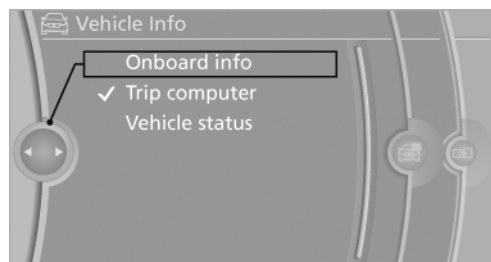 Vehicle Info
Onboard info
Trip computer
Vehicle status